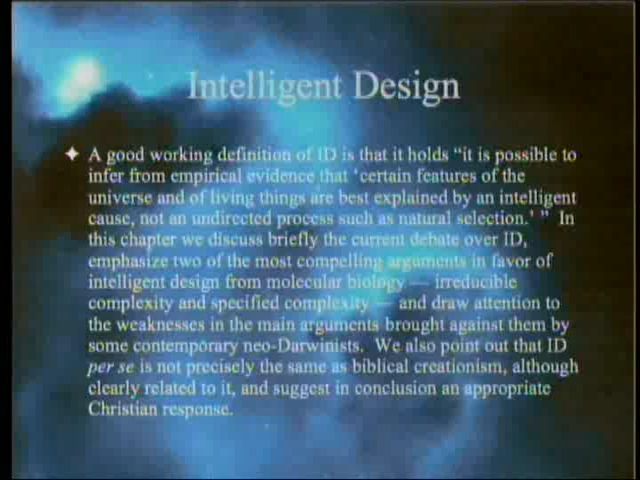 Intelligent Design
✦ A good working definition of ID is that it holds “it is possible to
infer from empirical evidence that ‘certain features of the
universe and of living things are best explained by an intelligent
cause, not an undirected process such as natural selection.’ ” In
this chapter we discuss briefly the current debate over ID,
emphasize two of the most compelling arguments in favor of
intelligent design from molecular biology — irreducible
complexity and specified complexity — and draw attention to
the weaknesses in the main arguments brought against them by
some contemporary neo-Darwinists. We also point out that ID
per se is not precisely the same as biblical creationism, although
clearly related to it, and suggest in conclusion an appropriate
Christian response.